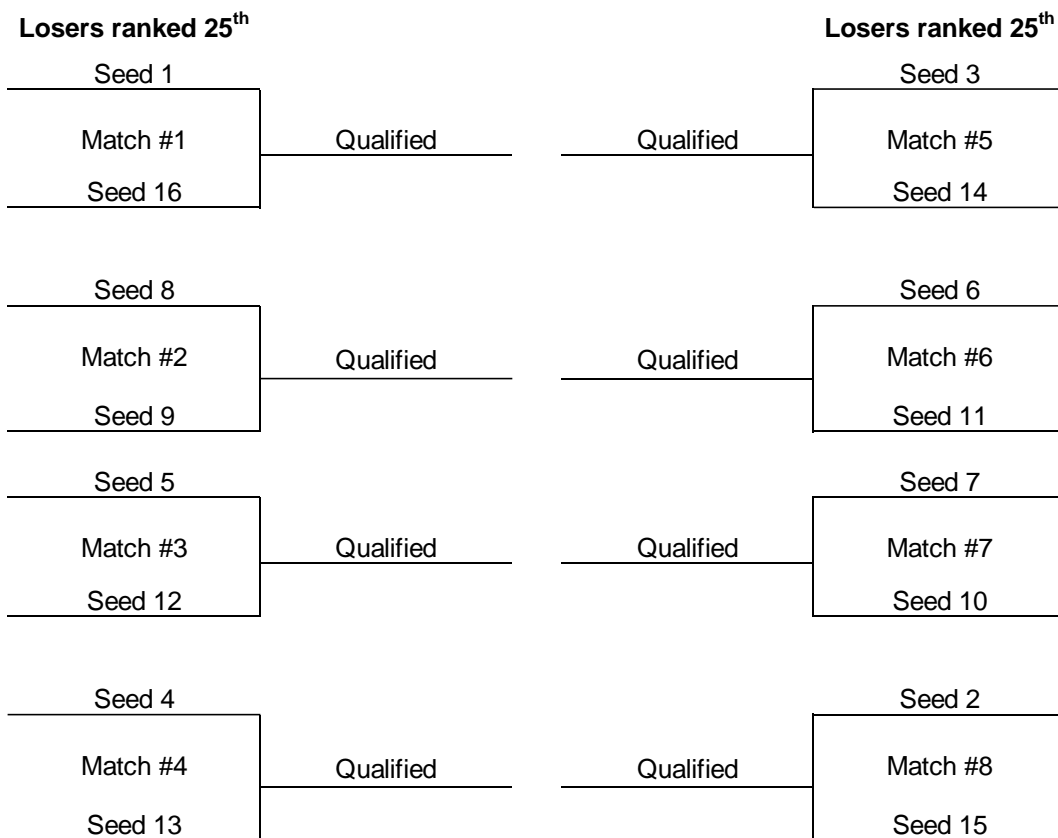 Losers ranked 25th
Losers ranked 25th
Seed 1
Seed 3
Match #1
Qualified
Qualified
Match #5
Seed 16
Seed 14
Seed 8
Seed 6
Match #2
Qualified
Qualified
Match #6
Seed 9
Seed 11
Seed 5
Seed 7
Match #3
Qualified
Qualified
Match #7
Seed 12
Seed 10
Seed 4
Seed 2
Match #4
Qualified
Qualified
Match #8
Seed 13
Seed 15